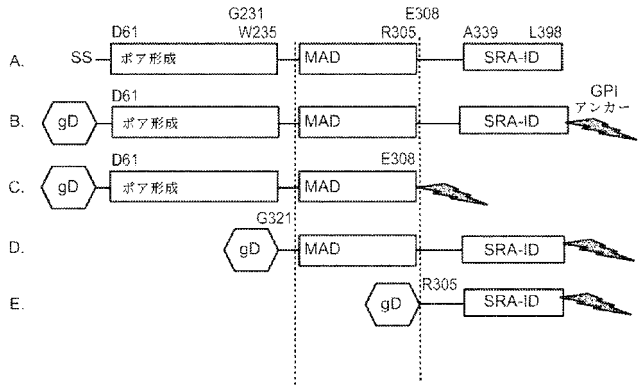 G231 E308
D61 W235 R305 A339 L398
A. SS ポア形成 MAD SRA-ID
D61 GPI
アンカー
B. gD ポア形成 MAD SRA-ID
D61 E308
C. gD ポア形成 MAD
G321
D. gD MAD SRA-ID
R305
E. gD SRA-ID